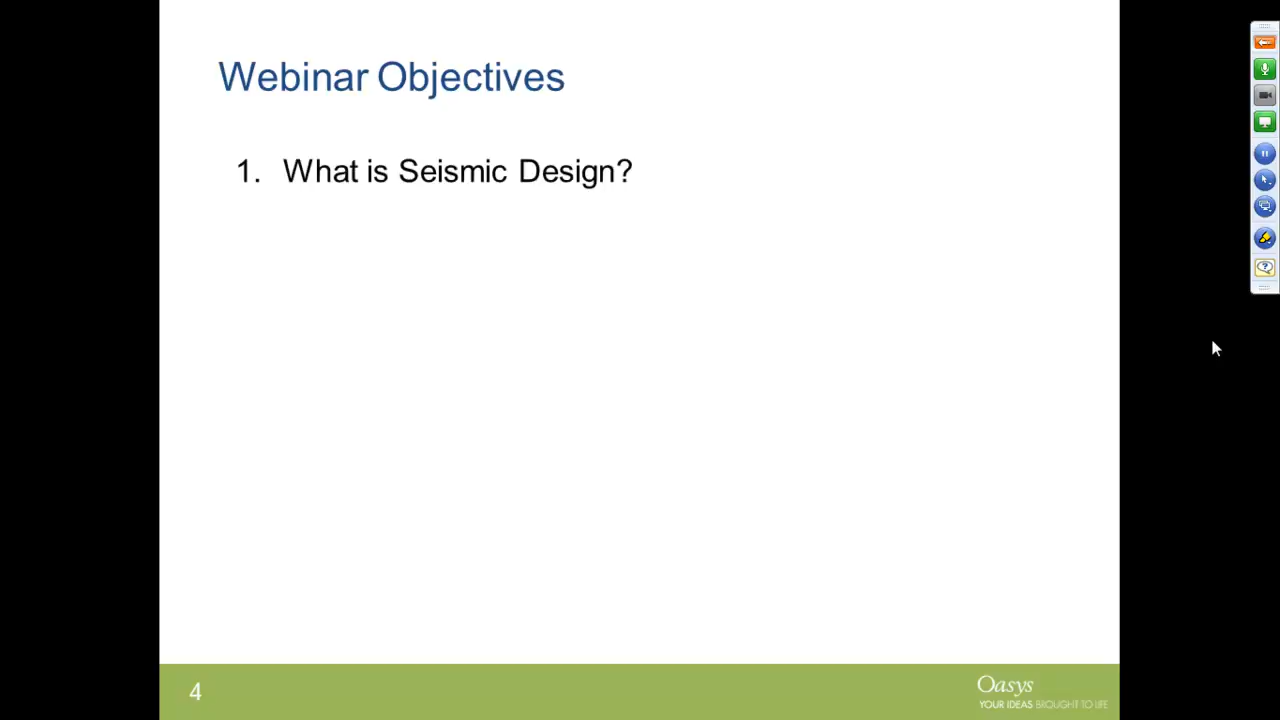 Webinar Objectives
1. What is Seismic Design?
4
Oasys
YOUR IDEAS BROUGHT TO LIFE